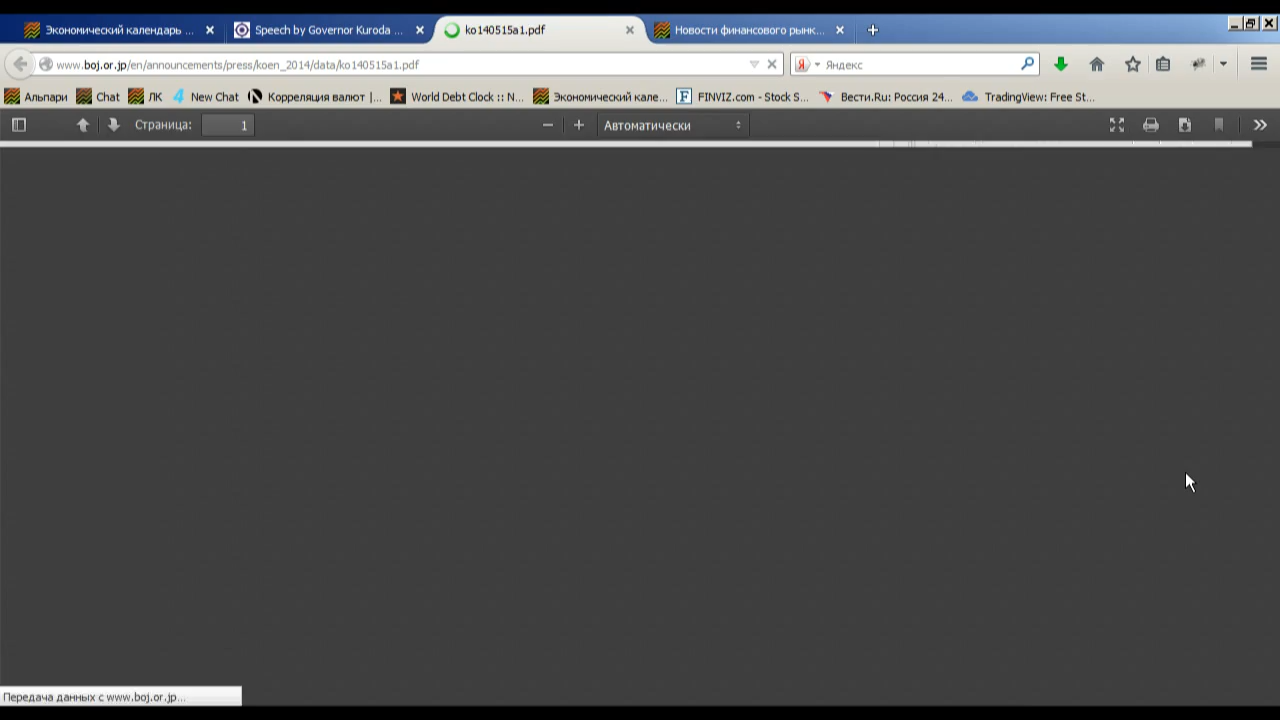 Экономический календарь ...
Speech by Governor Kuroda ...
ko140515a1.pdf
Новости финансового рынк...
www.boj.or.jp/en/announcements/press/koen_2014/data/ko140515a1.pdf
Яндекс
Альпари
Chat
ЛК
New Chat
Корреляция валют |...
World Debt Clock :: N...
Экономический кале...
FINVIZ.com - Stock S...
Вести.Ru: Россия 24...
TradingView: Free St...
Страница: 1
Автоматически
Передача данных с www.boj.or.jp...